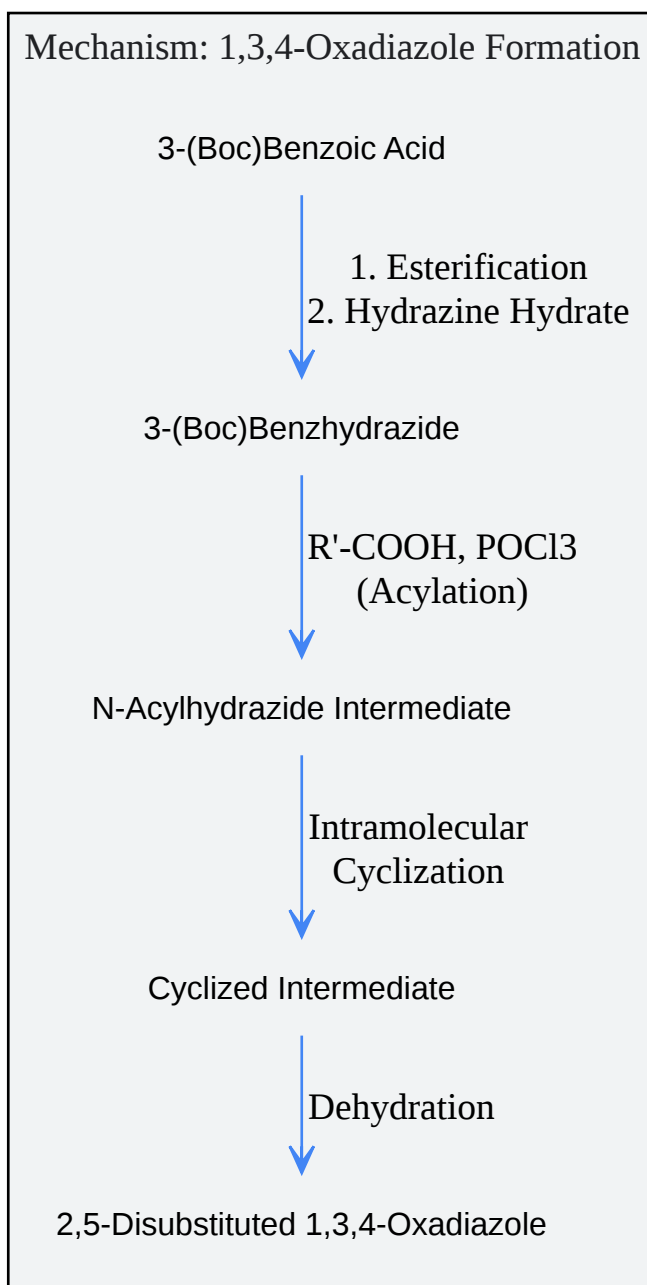 Mechanism: 1,3,4-Oxadiazole Formation
3-(Boc)Benzoic Acid
1. Esterification
2. Hydrazine Hydrate
3-(Boc)Benzhydrazide
R'-COOH, POCl3
(Acylation)
N-Acylhydrazide Intermediate
Intramolecular
Cyclization
Cyclized Intermediate
Dehydration
2,5-Disubstituted 1,3,4-Oxadiazole